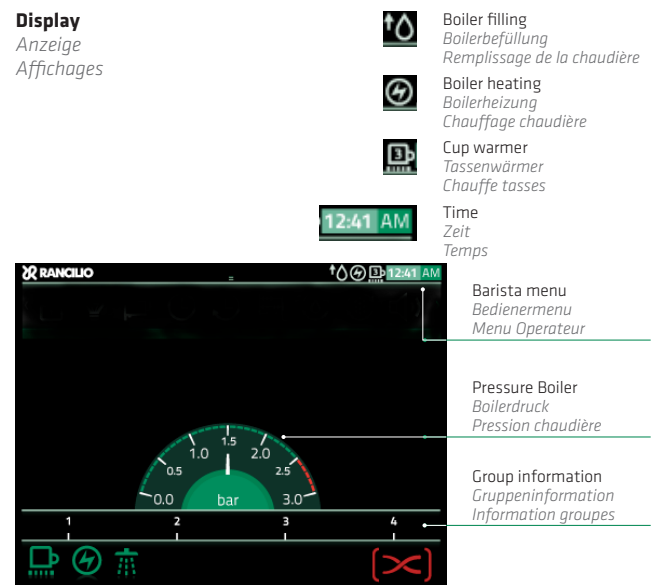 Display
Anzeige
Affichages
Boiler filling
Boilerbefüllung
Remplissage de la chaudière
Boiler heating
Boilerheizung
Chauffage chaudière
3
Cup warmer
Tassenwärmer
Chauffe tasses
12:41 AM
Time
Zeit
Temps
RANCILIO
3 12:41 AM
Barista menu
Bedienermenu
Menu Operateur
Pressure Boiler
Boilerdruck
Pression chaudière
0.0 0.5 1.0 1.5 2.0 2.5 3.0
bar
Group information
Gruppeninformation
Information groupes
1 2 3 4